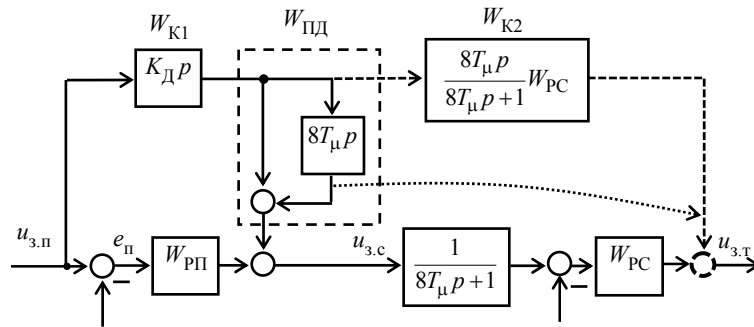 W_К1
W_ПД
W_К2
K_Д p
8T_μ p
8T_μ p + 1
W_РС
8T_μ p
u_з.п
e_п
u_з.с
u_з.т
W_РП
1
8T_μ p + 1
W_РС
−
−